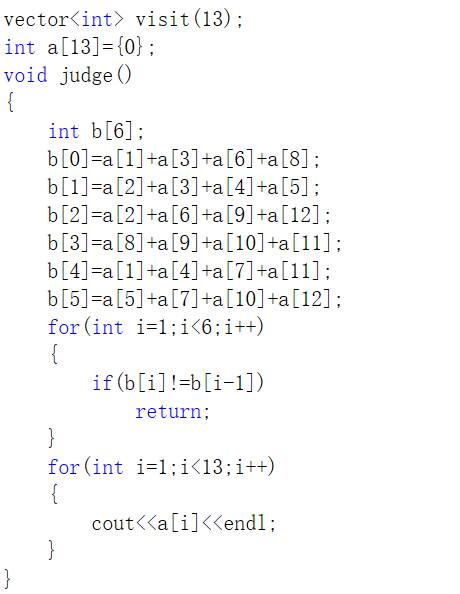 vector<int> visit(13);
int a[13]={0};
void judge()
{
    int b[6];
    b[0]=a[1]+a[3]+a[6]+a[8];
    b[1]=a[2]+a[3]+a[4]+a[5];
    b[2]=a[2]+a[6]+a[9]+a[12];
    b[3]=a[8]+a[9]+a[10]+a[11];
    b[4]=a[1]+a[4]+a[7]+a[11];
    b[5]=a[5]+a[7]+a[10]+a[12];
    for(int i=1;i<6;i++)
    {
        if(b[i]!=b[i-1])
            return;
    }
    for(int i=1;i<13;i++)
    {
        cout<<a[i]<<endl;
    }
}